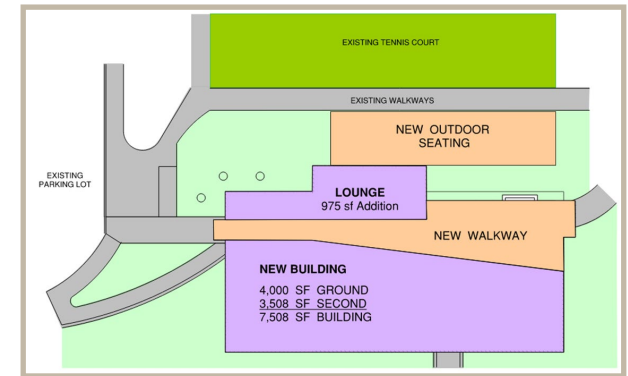 EXISTING TENNIS COURT
EXISTING WALKWAYS
NEW OUTDOOR
SEATING
EXISTING
PARKING LOT
LOUNGE
975 sf Addition
NEW WALKWAY
NEW BUILDING
4,000 SF GROUND
3,508 SF SECOND
7,508 SF BUILDING